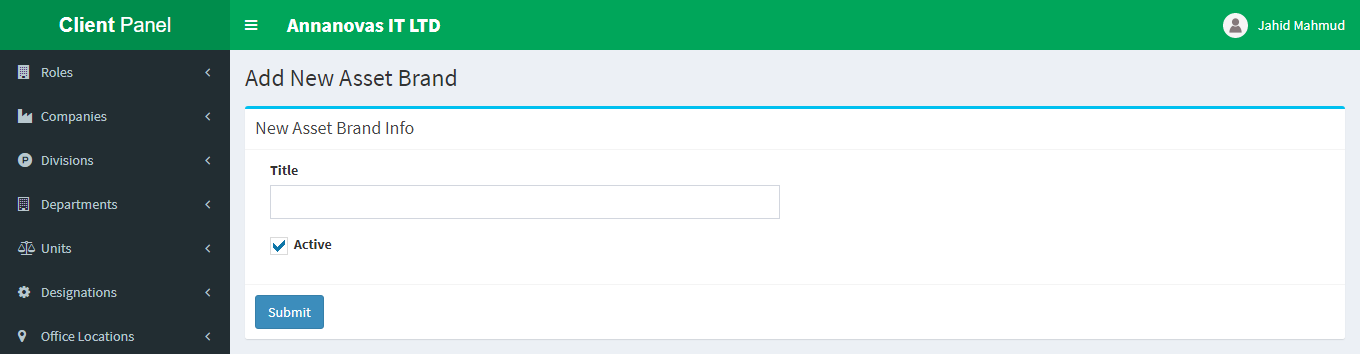 Client Panel
Annanovas IT LTD
Jahid Mahmud
Roles
Companies
Divisions
Departments
Units
Designations
Office Locations
Add New Asset Brand
New Asset Brand Info
Title
Active
Submit